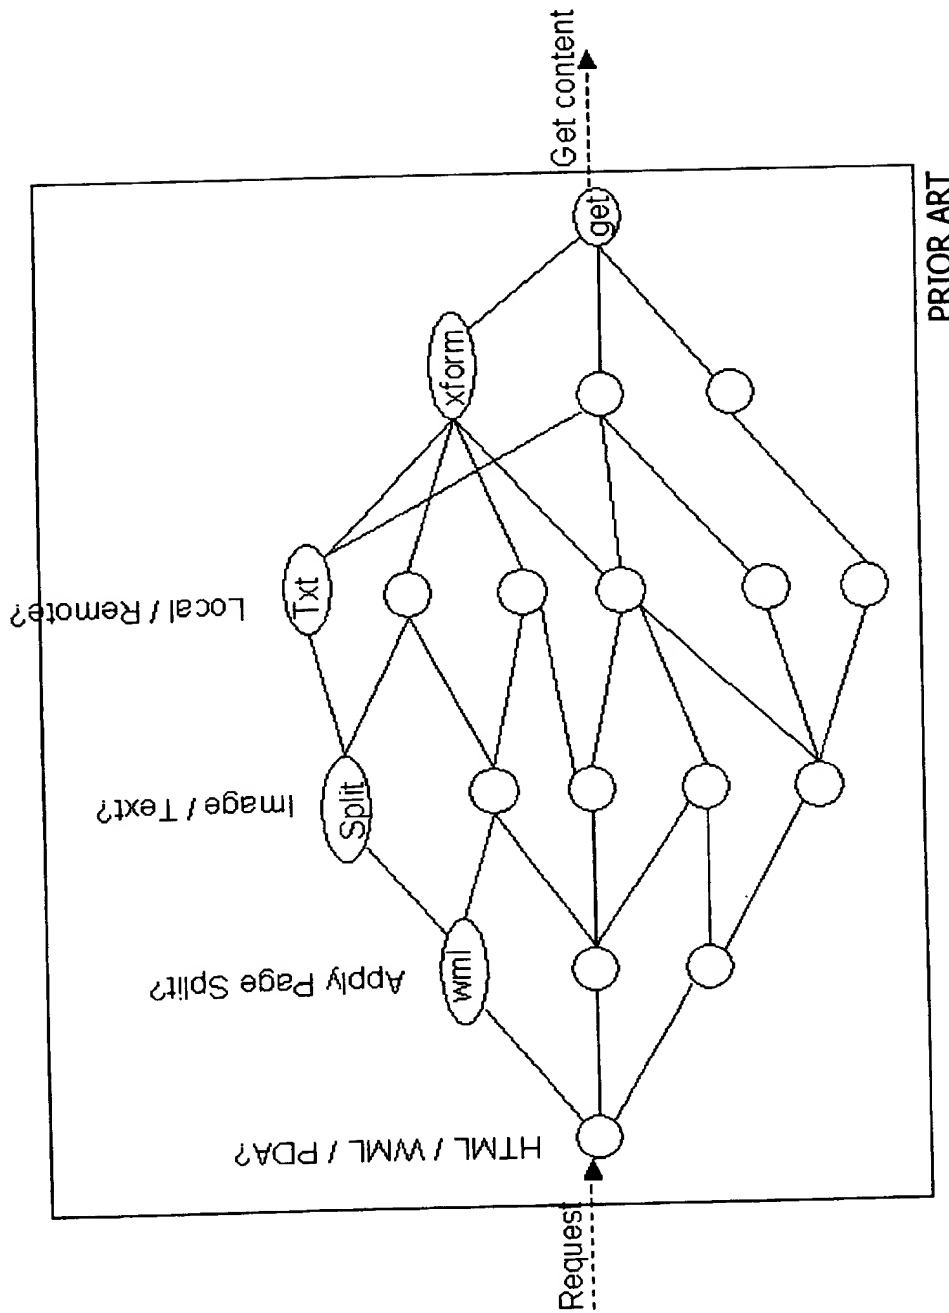 Request
HTML / WML / PDA?
Apply Page Split?
Image / Text?
Local / Remote?
wml
Split
Txt
xform
get
Get content
PRIOR ART